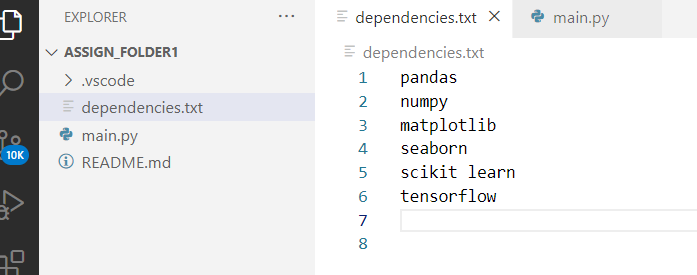 EXPLORER ...
ASSIGN_FOLDER1
.vscode
dependencies.txt
main.py
README.md
10K
dependencies.txt main.py
dependencies.txt
1 pandas
2 numpy
3 matplotlib
4 seaborn
5 scikit learn
6 tensorflow
7
8